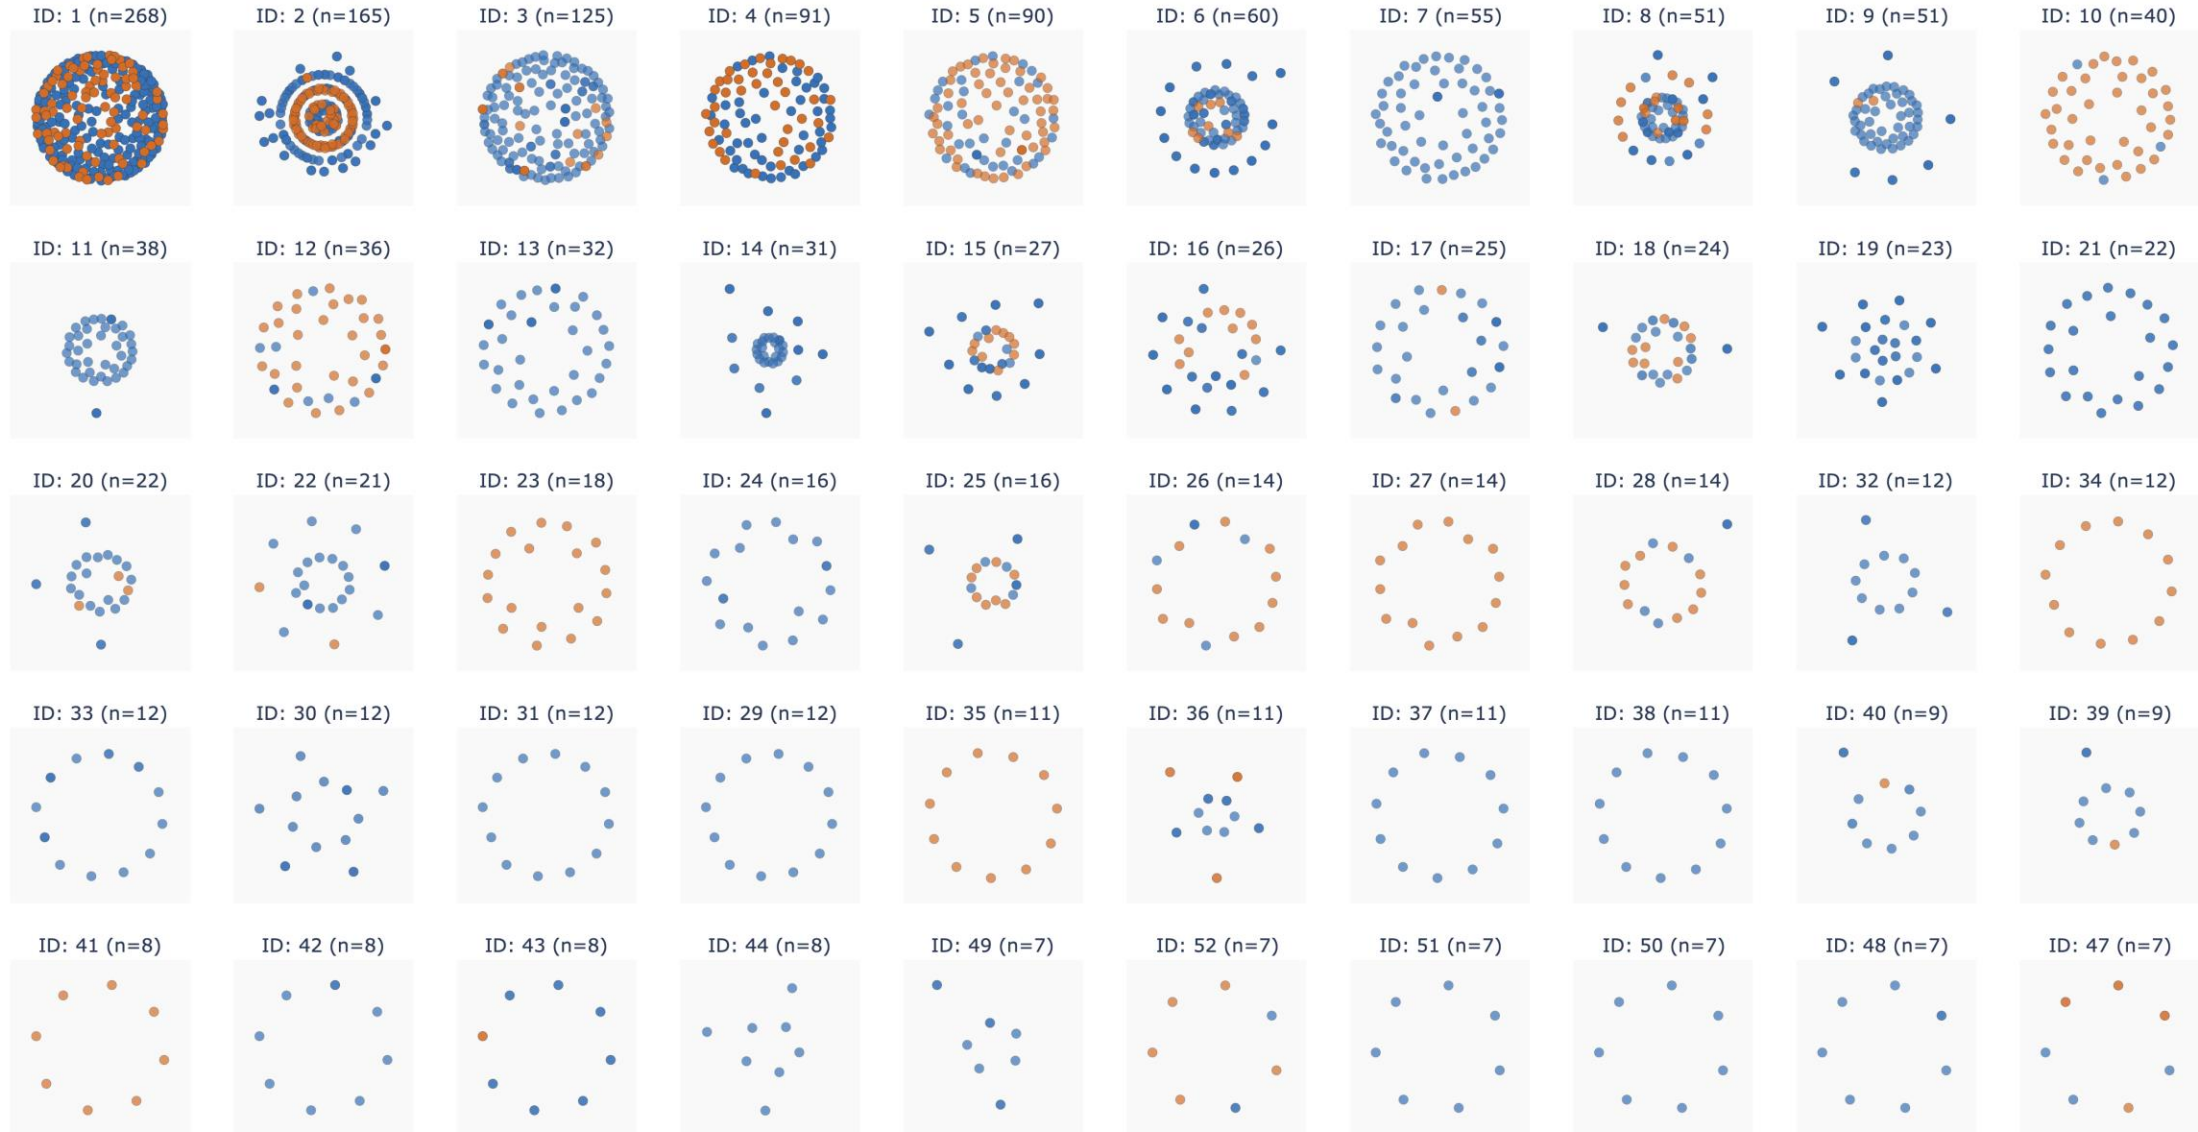 ID: 1 (n=268) ID: 2 (n=165) ID: 3 (n=125) ID: 4 (n=91) ID: 5 (n=90) ID: 6 (n=60) ID: 7 (n=55) ID: 8 (n=51) ID: 9 (n=51) ID: 10 (n=40)
ID: 11 (n=38) ID: 12 (n=36) ID: 13 (n=32) ID: 14 (n=31) ID: 15 (n=27) ID: 16 (n=26) ID: 17 (n=25) ID: 18 (n=24) ID: 19 (n=23) ID: 21 (n=22)
ID: 20 (n=22) ID: 22 (n=21) ID: 23 (n=18) ID: 24 (n=16) ID: 25 (n=16) ID: 26 (n=14) ID: 27 (n=14) ID: 28 (n=14) ID: 32 (n=12) ID: 34 (n=12)
ID: 33 (n=12) ID: 30 (n=12) ID: 31 (n=12) ID: 29 (n=12) ID: 35 (n=11) ID: 36 (n=11) ID: 37 (n=11) ID: 38 (n=11) ID: 40 (n=9) ID: 39 (n=9)
ID: 41 (n=8) ID: 42 (n=8) ID: 43 (n=8) ID: 44 (n=8) ID: 49 (n=7) ID: 52 (n=7) ID: 51 (n=7) ID: 50 (n=7) ID: 48 (n=7) ID: 47 (n=7)